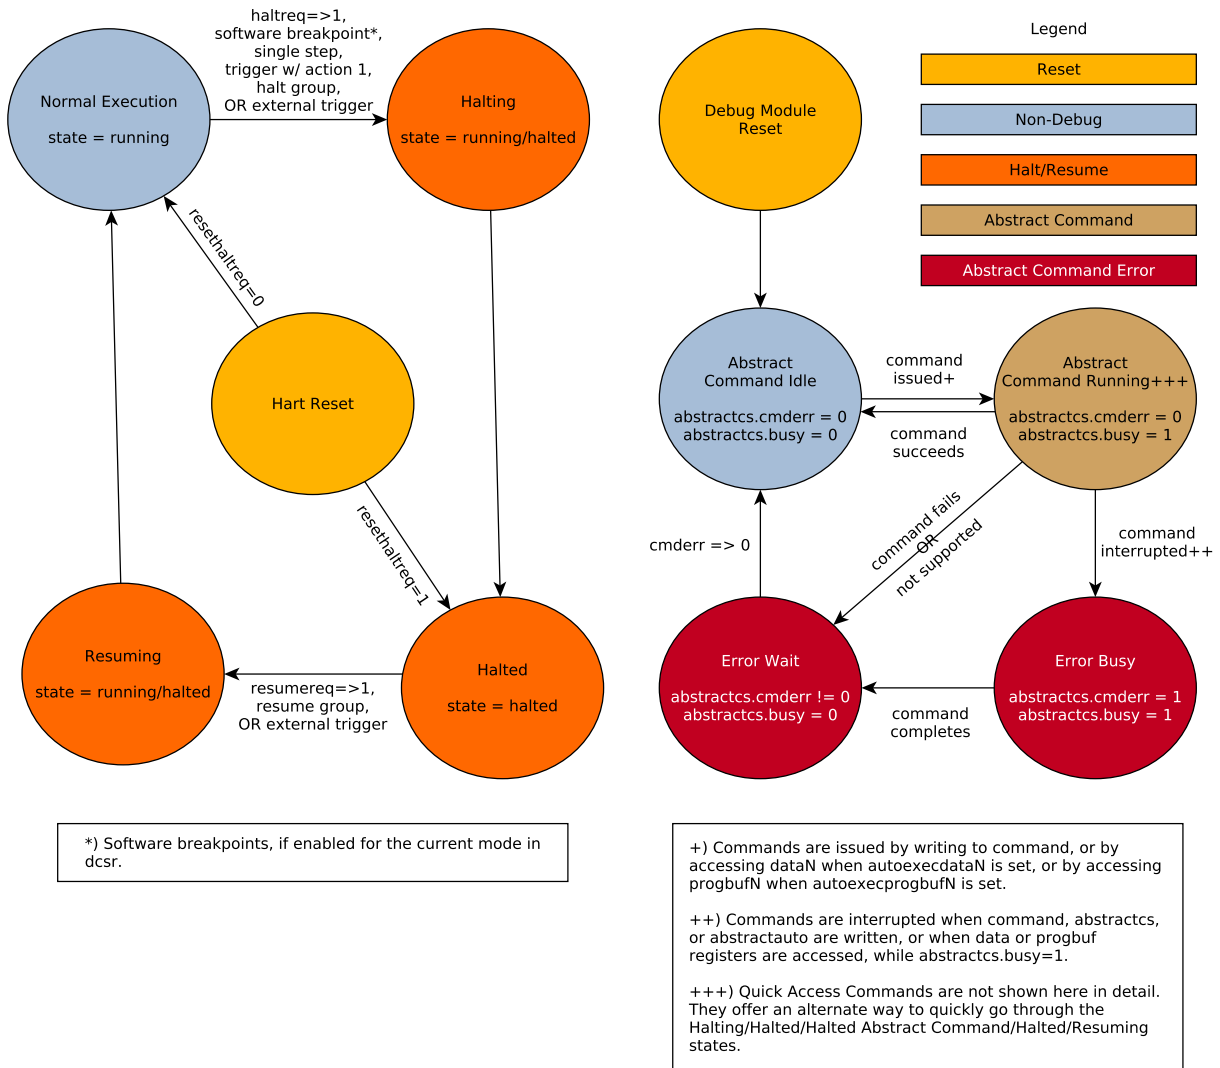 haltreq=>1,
software breakpoint*,
single step,
trigger w/ action 1,
halt group,
OR external trigger
Normal Execution
state = running
Halting
state = running/halted
resethaltreq=0
Hart Reset
resethaltreq=1
Resuming
state = running/halted
resumereq=>1,
resume group,
OR external trigger
Halted
state = halted
*) Software breakpoints, if enabled for the current mode in
dcsr.
Debug Module
Reset
Legend
Reset
Non-Debug
Halt/Resume
Abstract Command
Abstract Command Error
Abstract
Command Idle
abstractcs.cmderr = 0
abstractcs.busy = 0
command
issued+
command
succeeds
Abstract
Command Running+++
abstractcs.cmderr = 0
abstractcs.busy = 1
cmderr => 0
command fails
OR
not supported
command
interrupted++
Error Wait
abstractcs.cmderr != 0
abstractcs.busy = 0
command
completes
Error Busy
abstractcs.cmderr = 1
abstractcs.busy = 1
+) Commands are issued by writing to command, or by
accessing dataN when autoexecdataN is set, or by accessing
progbufN when autoexecprogbufN is set.
++) Commands are interrupted when command, abstractcs,
or abstractauto are written, or when data or progbuf
registers are accessed, while abstractcs.busy=1.
+++) Quick Access Commands are not shown here in detail.
They offer an alternate way to quickly go through the
Halting/Halted/Halted Abstract Command/Halted/Resuming
states.